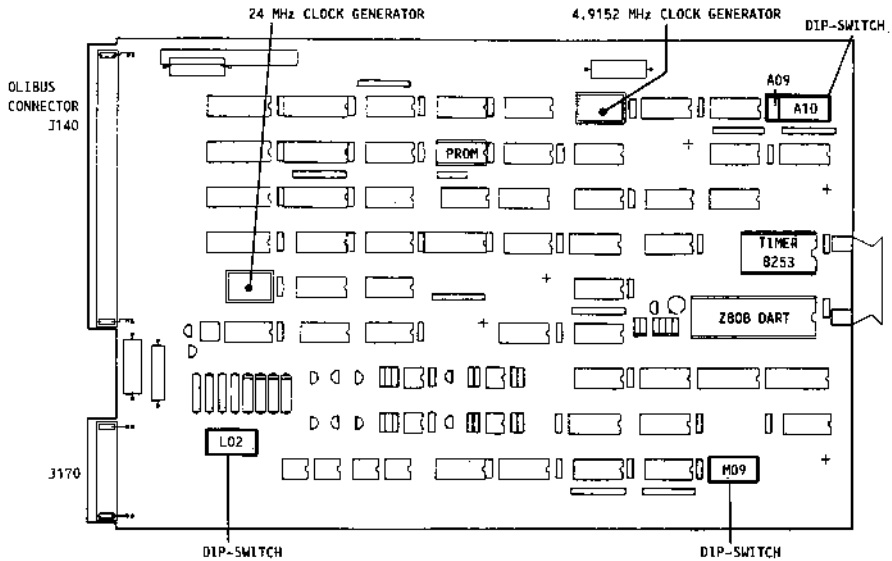 24 MHz CLOCK GENERATOR
4.9152 MHz CLOCK GENERATOR
DIP-SWITCH
OLIBUS
CONNECTOR
J140
A09
A10
PROM
TIMER
8253
Z80B DART
L02
J170
M09
DIP-SWITCH
DIP-SWITCH